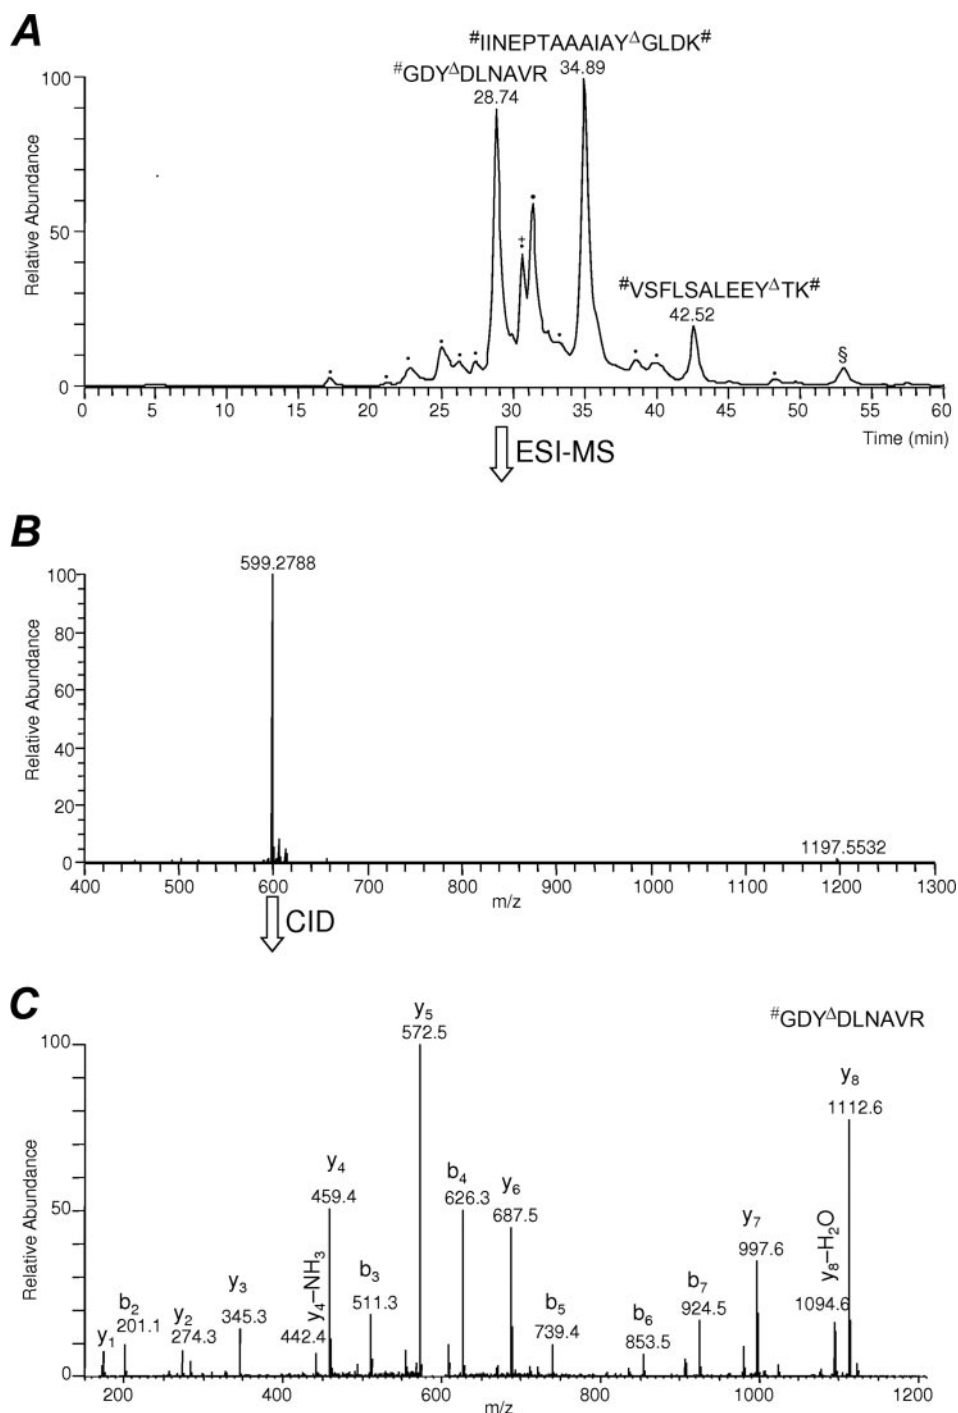 A
#IINEPTAAAIAYΔGLDK#
#GDYΔDLNAVR
34.89
28.74
100
50
0
Relative Abundance
+
#VSFLSALEEYΔTK#
42.52
§
0 5 10 15 20 25 30 35 40 45 50 55 60
Time (min)
ESI-MS
B
599.2788
100
80
60
40
20
0
Relative Abundance
1197.5532
400 500 600 700 800 900 1000 1100 1200 1300
m/z
CID
C
#GDYΔDLNAVR
100
50
0
Relative Abundance
y1
b2
201.1
y2
274.3
y3
345.3
y4–NH3
442.4
y4
459.4
b3
511.3
y5
572.5
b4
626.3
y6
687.5
b5
739.4
b6
853.5
b7
924.5
y7
997.6
y8–H2O
1094.6
y8
1112.6
200 400 600 800 1000 1200
m/z